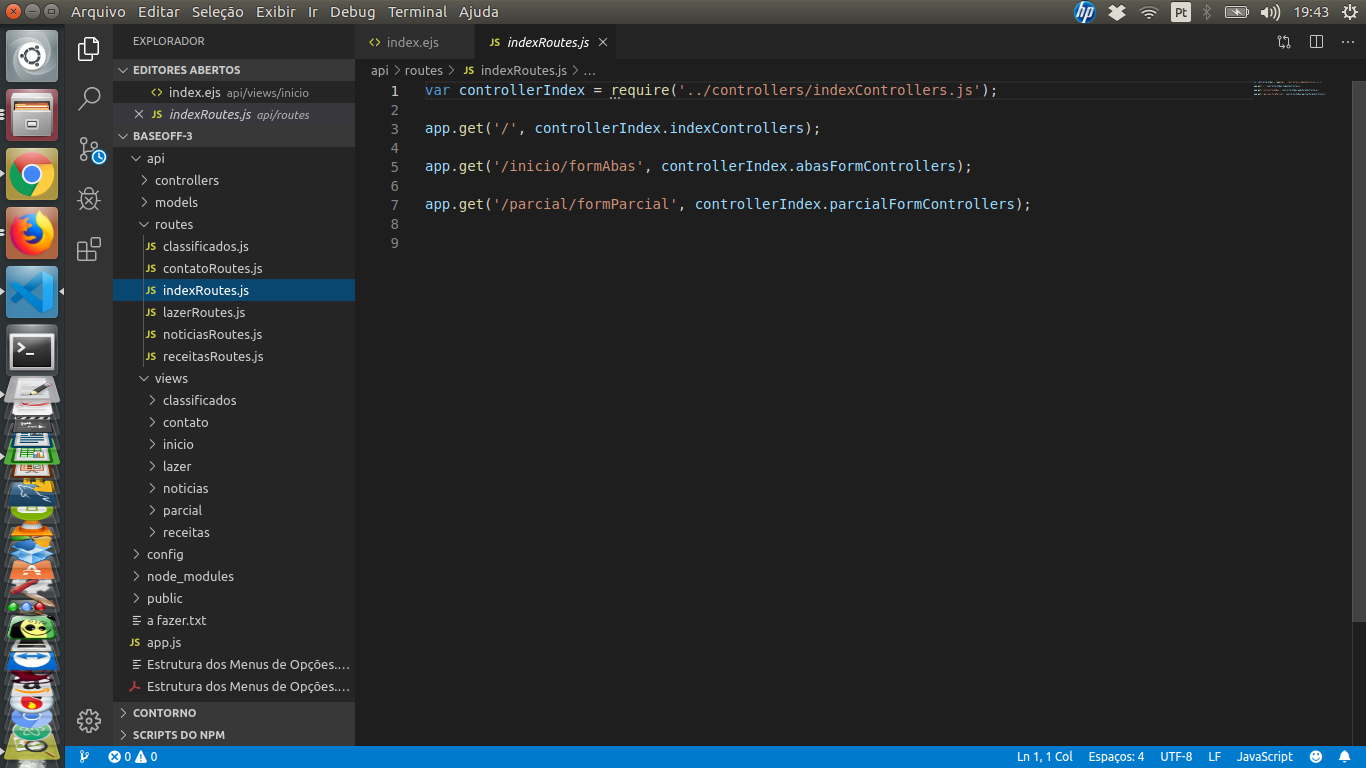 Arquivo Editar Seleção Exibir Ir Debug Terminal Ajuda
hp Pt 19:43
EXPLORADOR
EDITORES ABERTOS
index.ejs api/views/inicio
JS indexRoutes.js api/routes
BASEOFF-3
api
controllers
models
routes
JS classificados.js
JS contatoRoutes.js
JS indexRoutes.js
JS lazerRoutes.js
JS noticiasRoutes.js
JS receitasRoutes.js
views
classificados
contato
inicio
lazer
noticias
parcial
receitas
config
node_modules
public
a fazer.txt
JS app.js
Estrutura dos Menus de Opções....
Estrutura dos Menus de Opções....
CONTORNO
SCRIPTS DO NPM
index.ejs JS indexRoutes.js
api > routes > JS indexRoutes.js > ...
1 var controllerIndex = require('../controllers/indexControllers.js');
2
3 app.get('/', controllerIndex.indexControllers);
4
5 app.get('/inicio/formAbas', controllerIndex.abasFormControllers);
6
7 app.get('/parcial/formParcial', controllerIndex.parcialFormControllers);
8
9
0 0 Ln 1, 1 Col Espaços: 4 UTF-8 LF JavaScript